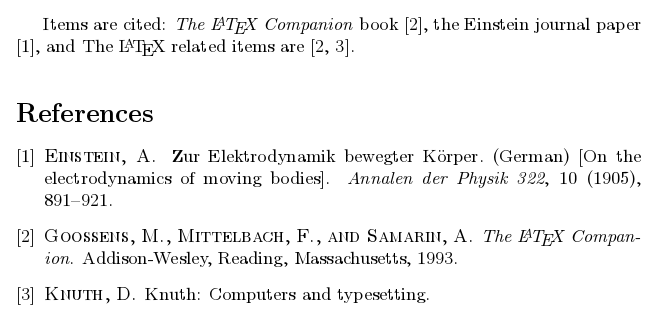 Items are cited: The LATEX Companion book [2], the Einstein journal paper
[1], and The LATEX related items are [2, 3].
References
[1] EINSTEIN, A. Zur Elektrodynamik bewegter Körper. (German) [On the
electrodynamics of moving bodies]. Annalen der Physik 322, 10 (1905),
891–921.
[2] GOOSSENS, M., MITTELBACH, F., AND SAMARIN, A. The LATEX Compan-
ion. Addison-Wesley, Reading, Massachusetts, 1993.
[3] KNUTH, D. Knuth: Computers and typesetting.